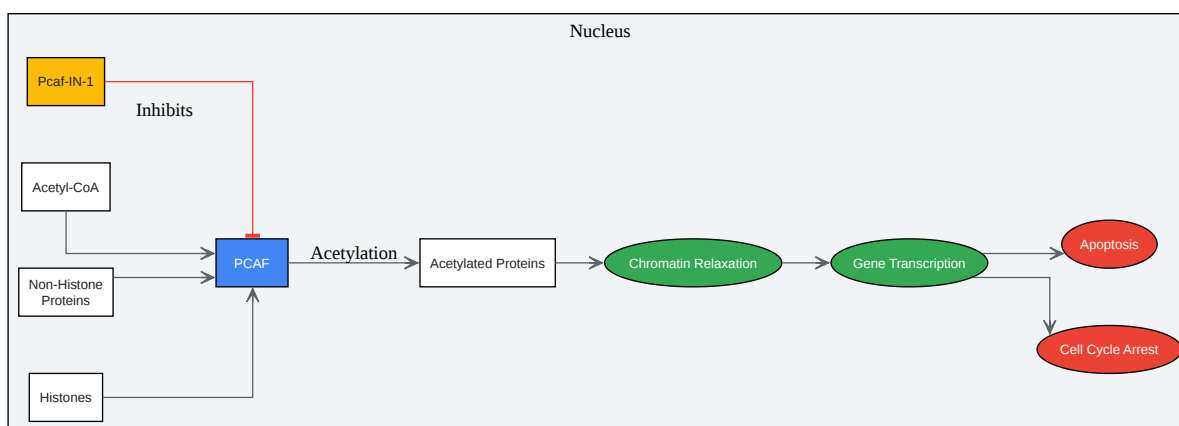 Nucleus
Pcaf-IN-1
Inhibits
Acetyl-CoA
Non-Histone
Proteins
Histones
PCAF
Acetylation
Acetylated Proteins
Chromatin Relaxation
Gene Transcription
Apoptosis
Cell Cycle Arrest